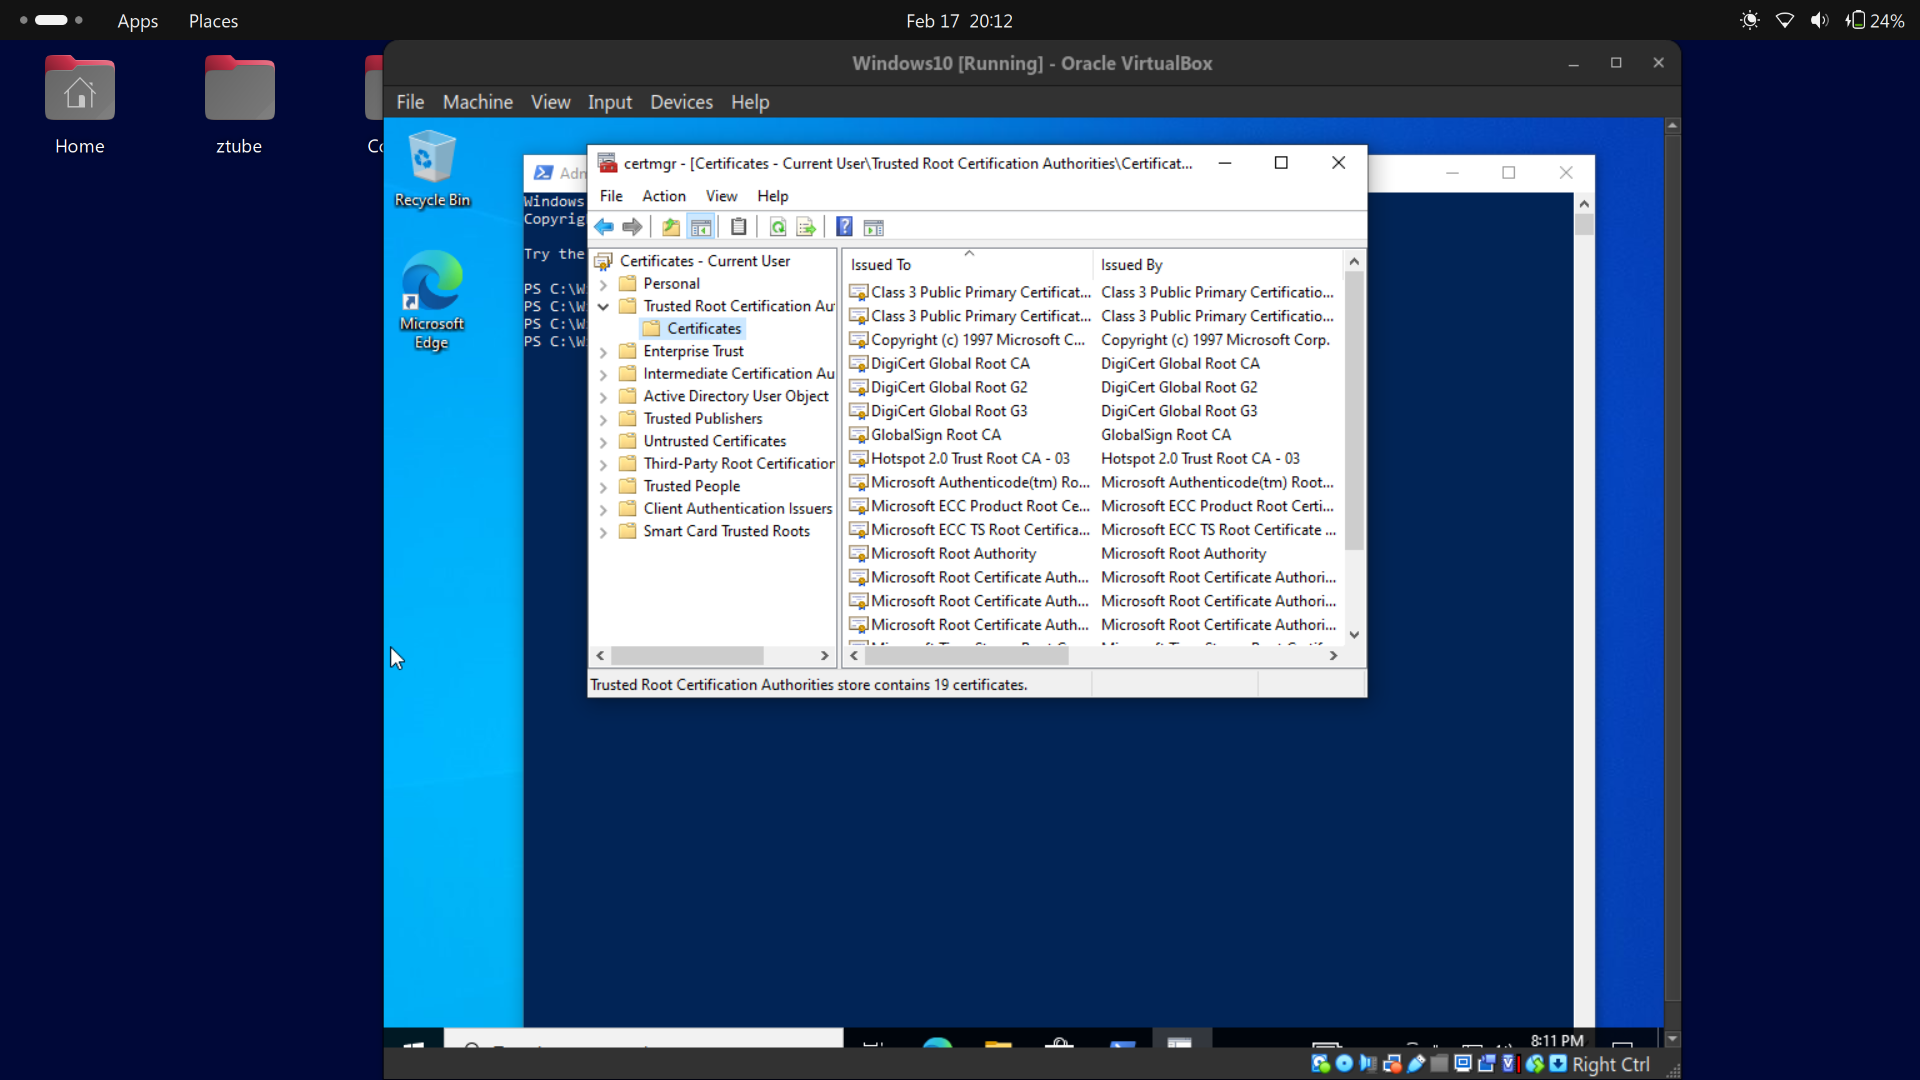 Apps Places
Feb 17 20:12
24%
Home
ztube
Windows10 [Running] - Oracle VirtualBox
File Machine View Input Devices Help
Recycle Bin
Microsoft
Edge
Windows
Try the
PS C:\W
PS C:\W
PS C:\W
PS C:\W
certmgr - [Certificates - Current User\Trusted Root Certification Authorities\Certificat...
File Action View Help
Certificates - Current User
Personal
Trusted Root Certification Au
Certificates
Enterprise Trust
Intermediate Certification Au
Active Directory User Object
Trusted Publishers
Untrusted Certificates
Third-Party Root Certification
Trusted People
Client Authentication Issuers
Smart Card Trusted Roots
Issued To Issued By
Class 3 Public Primary Certificat... Class 3 Public Primary Certificatio...
Class 3 Public Primary Certificat... Class 3 Public Primary Certificatio...
Copyright (c) 1997 Microsoft C... Copyright (c) 1997 Microsoft Corp.
DigiCert Global Root CA DigiCert Global Root CA
DigiCert Global Root G2 DigiCert Global Root G2
DigiCert Global Root G3 DigiCert Global Root G3
GlobalSign Root CA GlobalSign Root CA
Hotspot 2.0 Trust Root CA - 03 Hotspot 2.0 Trust Root CA - 03
Microsoft Authenticode(tm) Ro... Microsoft Authenticode(tm) Root...
Microsoft ECC Product Root Ce... Microsoft ECC Product Root Certi...
Microsoft ECC TS Root Certifica... Microsoft ECC TS Root Certificate ...
Microsoft Root Authority Microsoft Root Authority
Microsoft Root Certificate Auth... Microsoft Root Certificate Authori...
Microsoft Root Certificate Auth... Microsoft Root Certificate Authori...
Microsoft Root Certificate Auth... Microsoft Root Certificate Authori...
Trusted Root Certification Authorities store contains 19 certificates.
8:11 PM
Right Ctrl